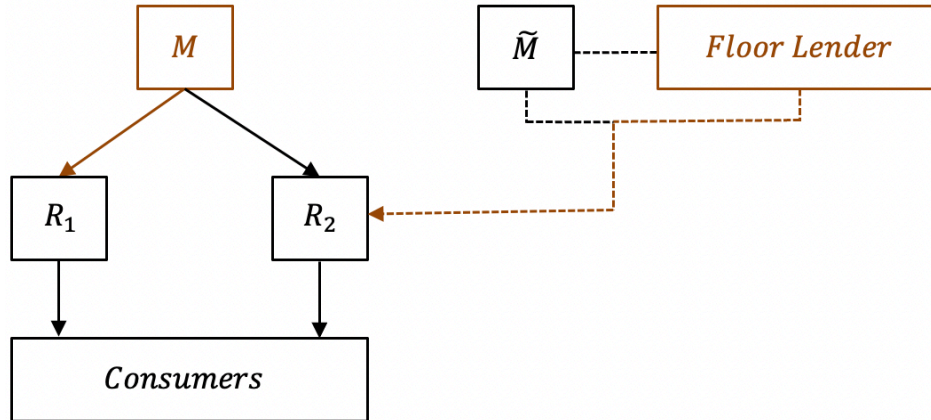 M
M̃
Floor Lender
R₁
R₂
Consumers